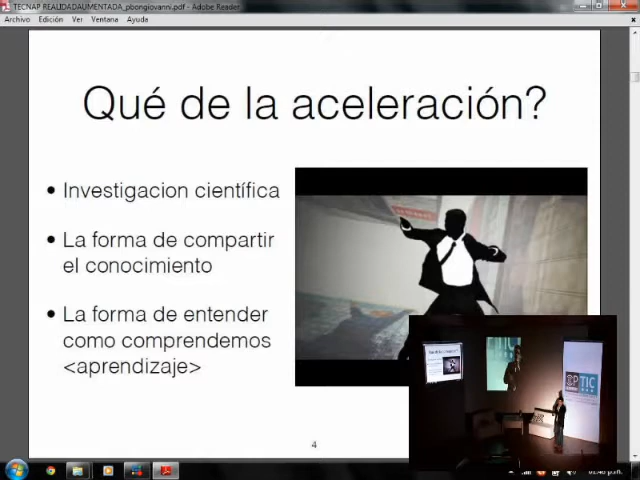 TECNAP REALIDADAUMENTADA_pbongiovanni.pdf - Adobe Reader
Archivo Edición Ver Ventana Ayuda
Qué de la aceleración?
• Investigacion científica
• La forma de compartir
el conocimiento
• La forma de entender
como comprendemos
<aprendizaje>
TIC
4